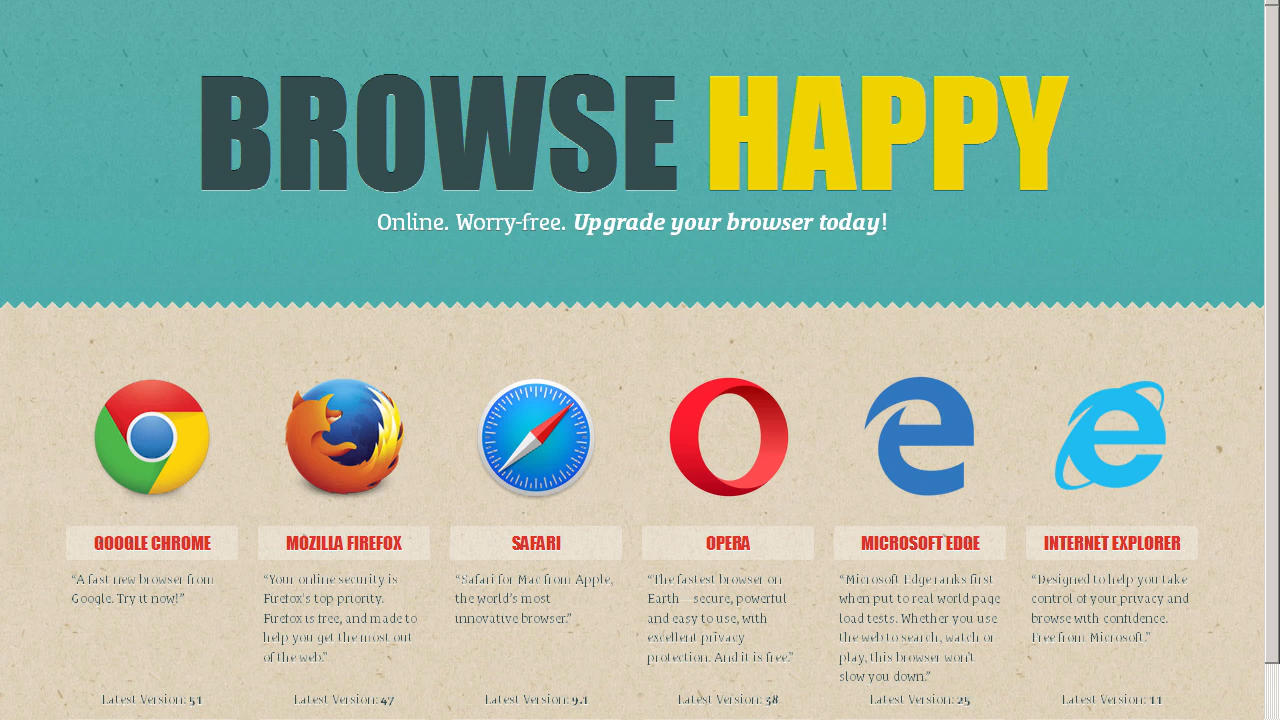 BROWSE HAPPY
Online. Worry-free. Upgrade your browser today!
GOOGLE CHROME
“A fast new browser from
Google. Try it now!”
Latest Version: 51
MOZILLA FIREFOX
“Your online security is
Firefox’s top priority.
Firefox is free, and made to
help you get the most out
of the web.”
Latest Version: 47
SAFARI
“Safari for Mac from Apple,
the world’s most
innovative browser.”
Latest Version: 9.1
OPERA
“The fastest browser on
Earth—secure, powerful
and easy to use, with
excellent privacy
protection. And it is free.”
Latest Version: 38
MICROSOFT EDGE
“Microsoft Edge ranks first
when put to real world page
load tests. Whether you use
the web to search, watch or
play, this browser won’t
slow you down.”
Latest Version: 25
INTERNET EXPLORER
“Designed to help you take
control of your privacy and
browse with confidence.
Free from Microsoft.”
Latest Version: 11